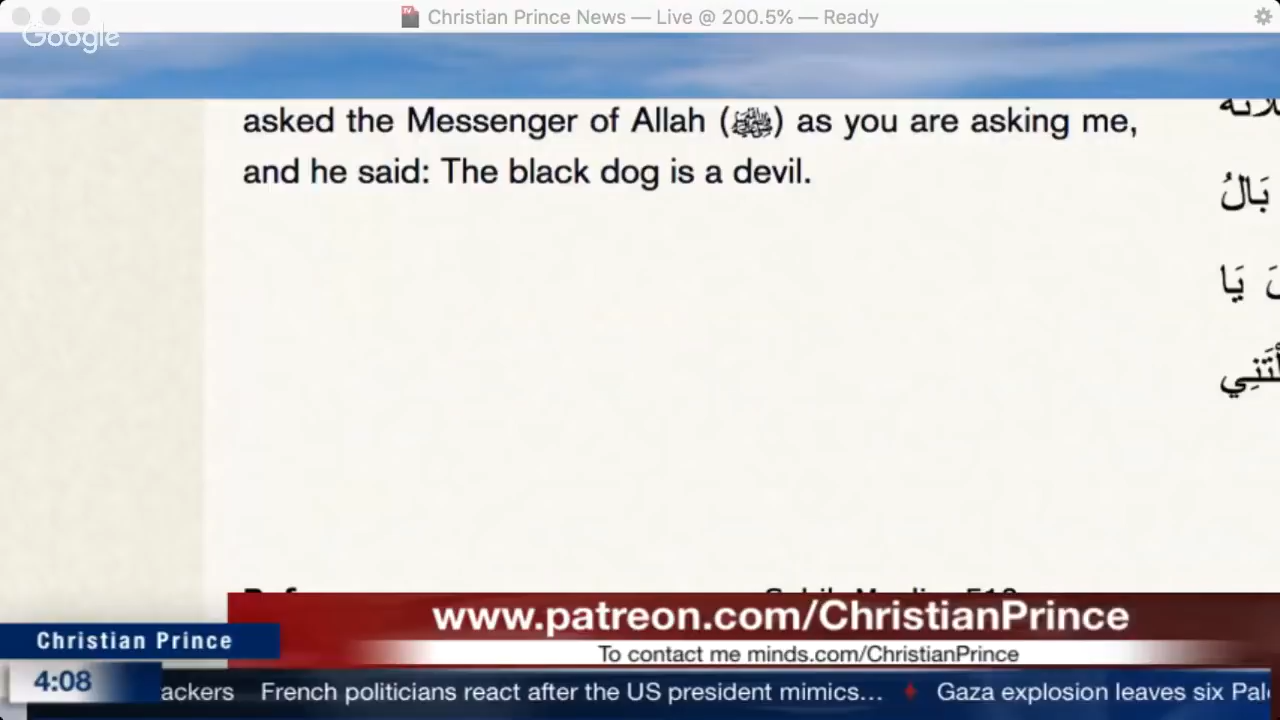 Christian Prince News — Live @ 200.5% — Ready
Google
asked the Messenger of Allah (ﷺ) as you are asking me,
and he said: The black dog is a devil.
بَالُ
يَا
www.patreon.com/ChristianPrince
To contact me minds.com/ChristianPrince
Christian Prince
4:08
ackers French politicians react after the US president mimics... Gaza explosion leaves six Pal